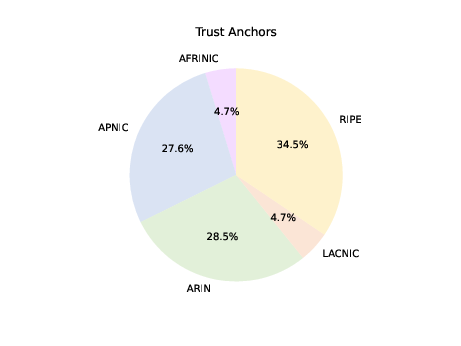 Trust Anchors
AFRINIC
4.7%
RIPE
APNIC
34.5%
27.6%
4.7%
28.5%
LACNIC
ARIN